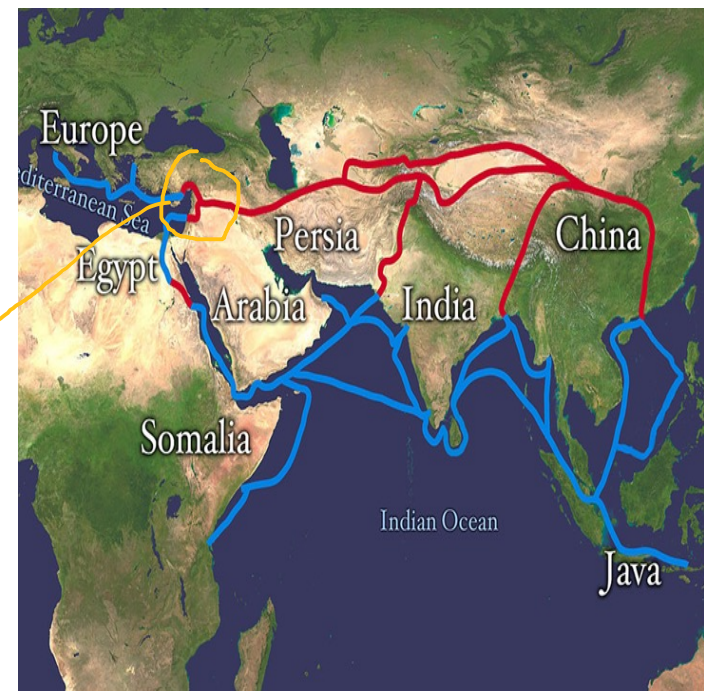 Europe
editerranean Sea
Egypt
Persia
China
Arabia
India
Somalia
Indian Ocean
Java